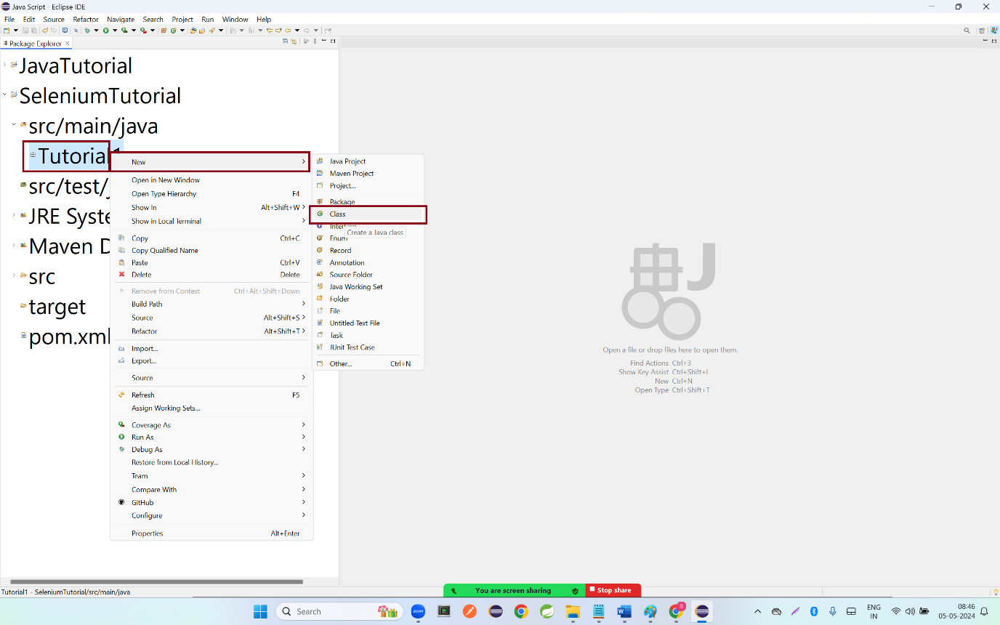 Java Script - Eclipse IDE
File Edit Source Refactor Navigate Search Project Run Window Help
Package Explorer
JavaTutorial
SeleniumTutorial
src/main/java
Tutorial1
src/test/
JRE Syste
Maven D
src
target
pom.xml
New
Open in New Window
Open Type Hierarchy F4
Show In Alt+Shift+W
Show in Local Terminal
Copy Ctrl+C
Copy Qualified Name
Paste Ctrl+V
Delete Delete
Remove from Context Ctrl+Alt+Shift+Down
Build Path
Source Alt+Shift+S
Refactor Alt+Shift+T
Import...
Export...
Source
Refresh F5
Assign Working Sets...
Coverage As
Run As
Debug As
Restore from Local History...
Team
Compare With
GitHub
Configure
Properties Alt+Enter
Java Project
Maven Project
Project...
Package
Class
Interface
Create a Java class
Enum
Record
Annotation
Source Folder
Java Working Set
Folder
File
Untitled Text File
Task
JUnit Test Case
Other... Ctrl+N
Open a file or drop files here to open them.
Find Actions Ctrl+3
Show Key Assist Ctrl+Shift+L
New Ctrl+N
Open Type Ctrl+Shift+T
Tutorial1 - SeleniumTutorial/src/main/java
You are screen sharing Stop share
Search
zoom
5
ENG
IN
08:46
05-05-2024